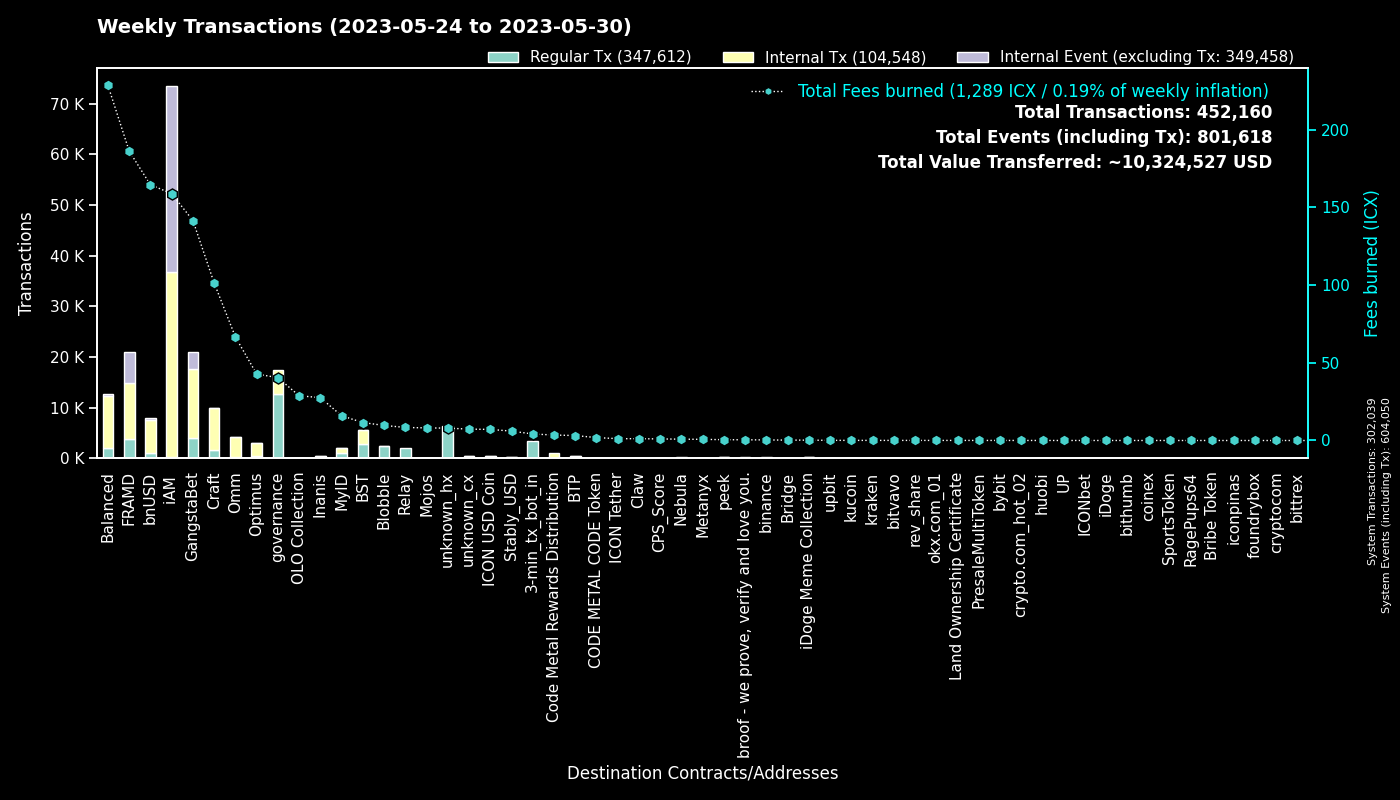 Weekly Transactions (2023-05-24 to 2023-05-30)
Regular Tx (347,612)
Internal Tx (104,548)
Internal Event (excluding Tx: 349,458)
Total Fees burned (1,289 ICX / 0.19% of weekly inflation)
Total Transactions: 452,160
Total Events (including Tx): 801,618
Total Value Transferred: ~10,324,527 USD
Transactions
70 K
60 K
50 K
40 K
30 K
20 K
10 K
0 K
200
150
100
50
0
Fees burned (ICX)
System Transactions: 302,039
System Events (including Tx): 604,050
Balanced
FRAMD
bnUSD
iAM
GangstaBet
Craft
Omm
Optimus
governance
OLO Collection
Inanis
MyID
BST
Blobble
Relay
Mojos
unknown_hx
unknown_cx
ICON USD Coin
Stably_USD
3-min_tx_bot_in
Code Metal Rewards Distribution
BTP
CODE METAL CODE Token
ICON Tether
Claw
CPS_Score
Nebula
Metanyx
peek
broof - we prove, verify and love you.
binance
Bridge
iDoge Meme Collection
upbit
kucoin
kraken
bitvavo
rev_share
okx.com_01
Land Ownership Certificate
PresaleMultiToken
bybit
crypto.com_hot_02
huobi
UP
ICONbet
iDoge
bithumb
coinex
SportsToken
RagePups64
Bribe Token
iconpinas
foundrybox
cryptocom
bittrex
Destination Contracts/Addresses